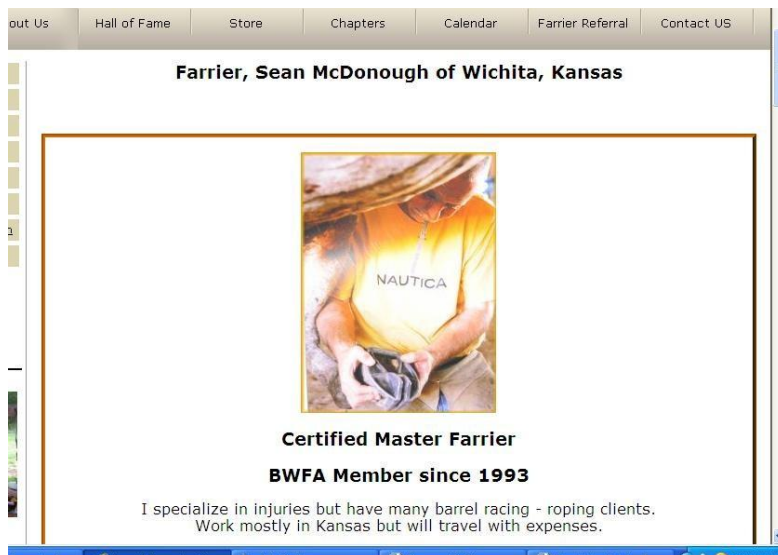 out Us Hall of Fame Store Chapters Calendar Farrier Referral Contact US
Farrier, Sean McDonough of Wichita, Kansas
NAUTICA
Certified Master Farrier
BWFA Member since 1993
I specialize in injuries but have many barrel racing - roping clients.
Work mostly in Kansas but will travel with expenses.